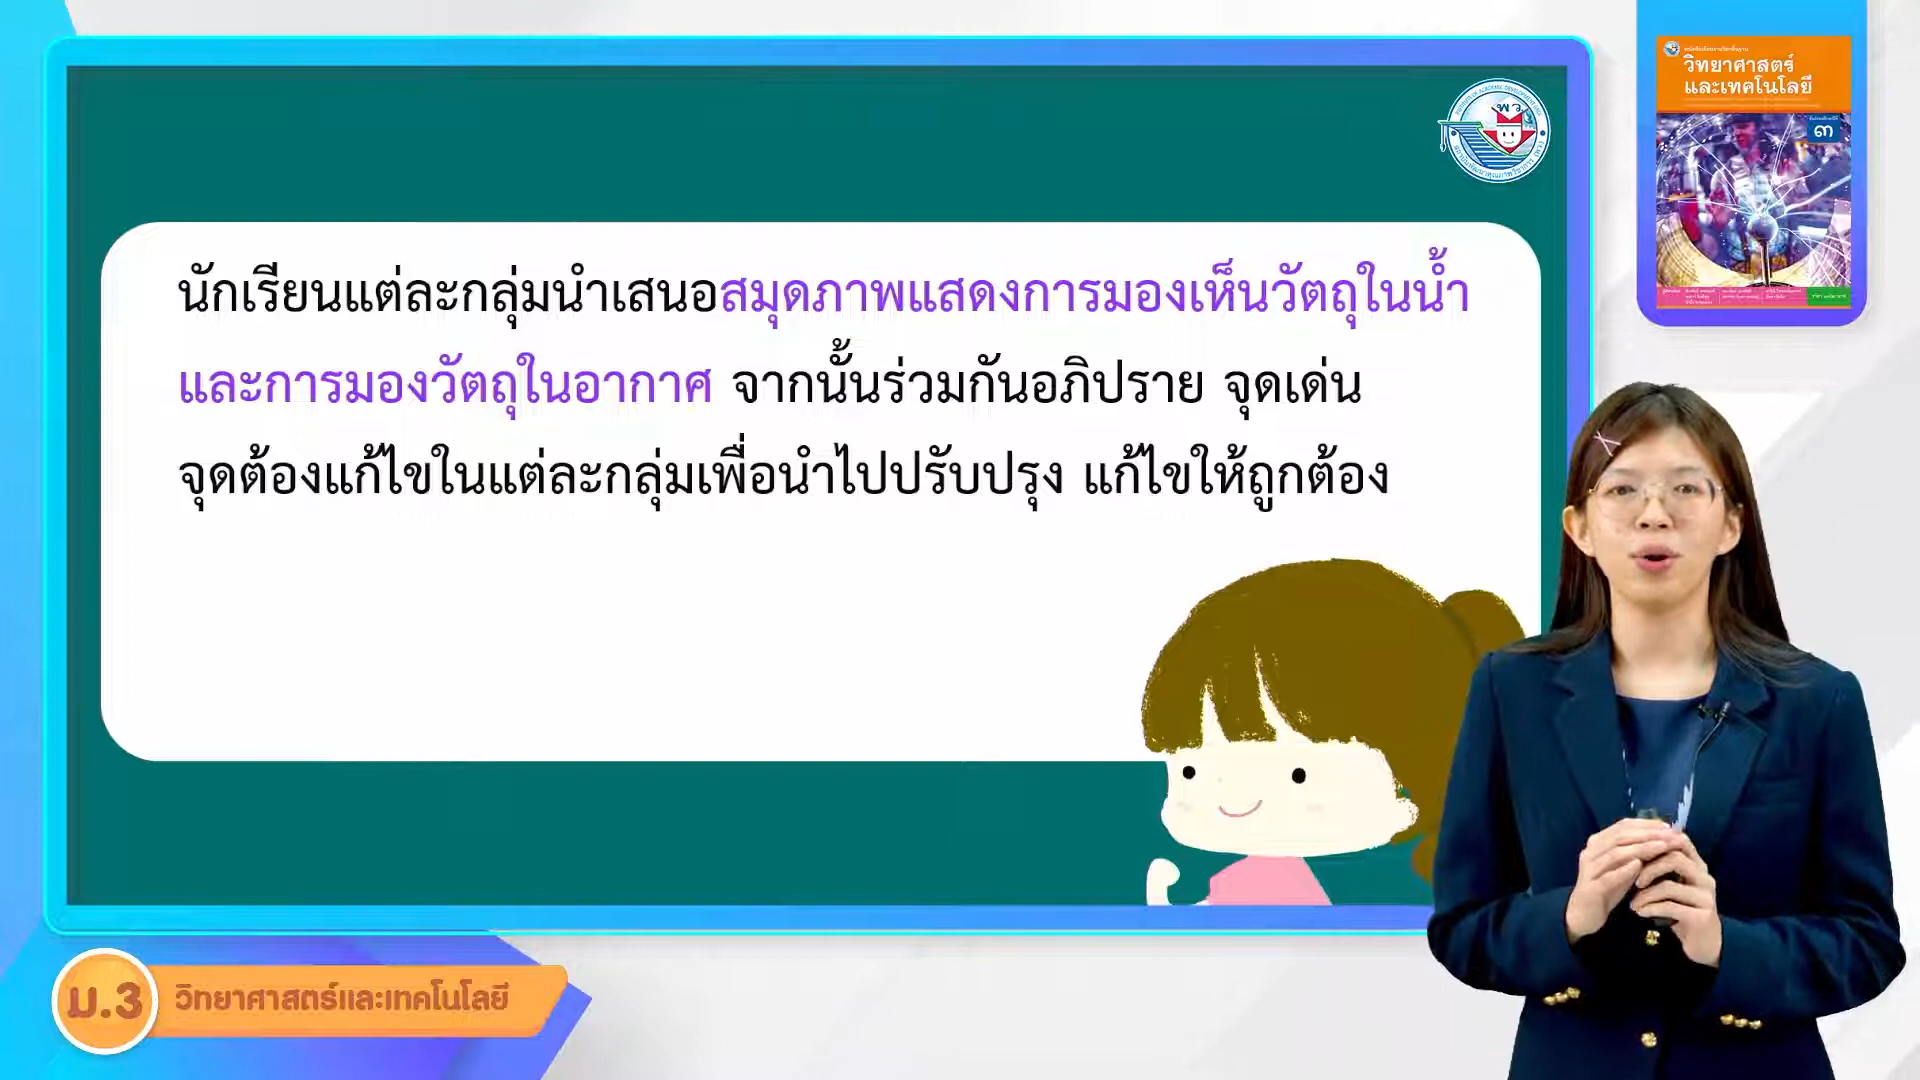 วิทยาศาสตร์
และเทคโนโลยี
๓
พว.
นักเรียนแต่ละกลุ่มนำเสนอสมุดภาพแสดงการมองเห็นวัตถุในน้ำ
และการมองวัตถุในอากาศ จากนั้นร่วมกันอภิปราย จุดเด่น
จุดต้องแก้ไขในแต่ละกลุ่มเพื่อนำไปปรับปรุง แก้ไขให้ถูกต้อง
ม.3 วิทยาศาสตร์และเทคโนโลยี